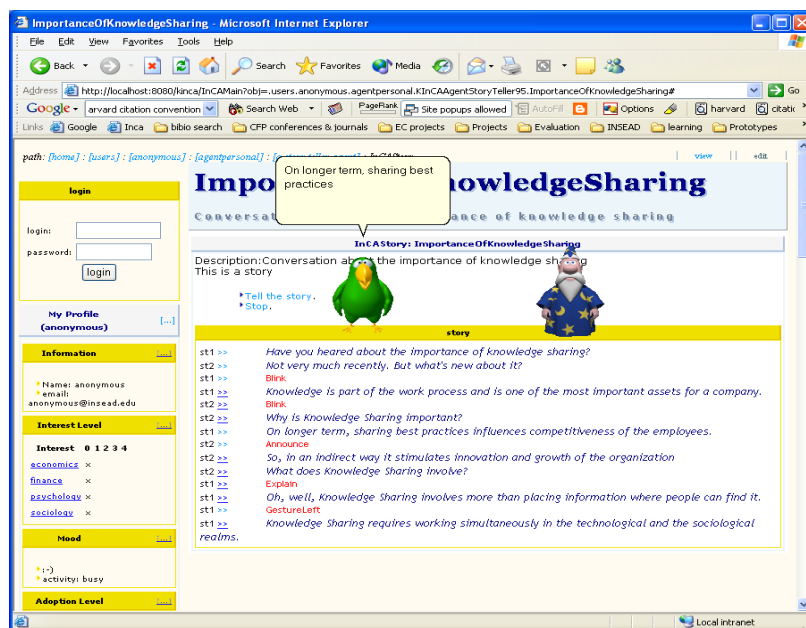 ImportanceOfKnowledgeSharing - Microsoft Internet Explorer
File Edit View Favorites Tools Help
Back Search Favorites Media
Address http://localhost:8080/kinca/InCAMain?obj=.users.anonymous.agentpersonal.KInCAAgentStoryTeller95.ImportanceOfKnowledgeSharing# Go
Google arvard citation convention Search Web PageRank Site popups allowed AutoFill Options harvard citatic
Links Google Inca bibio search CFP conferences & journals EC projects Projects Evaluation INSEAD learning Prototypes
path: [home] : [users] : [anonymous] : [agentpersonal] : InCAStory
view || edit
On longer term, sharing best
practices
login
login:
password:
login
My Profile
(anonymous)
[...]
Information [...]
Name: anonymous
email:
anonymous@insead.edu
Interest Level [...]
Interest 0 1 2 3 4
economics x
finance x
psychology x
sociology x
Mood [...]
:-)
activity: busy
Adoption Level [...]
Impo owledgeSharing
Conversat ance of knowledge sharing
InCAStory: ImportanceOfKnowledgeSharing
Description:Conversation about the importance of knowledge sharing
This is a story
Tell the story.
Stop.
story
st1 >> Have you heared about the importance of knowledge sharing?
st2 >> Not very much recently. But what's new about it?
st1 >> Blink
st1 >> Knowledge is part of the work process and is one of the most important assets for a company.
st2 >> Blink
st2 >> Why is Knowledge Sharing important?
st1 >> On longer term, sharing best practices influences competitiveness of the employees.
st2 >> Announce
st2 >> So, in an indirect way it stimulates innovation and growth of the organization
st2 >> What does Knowledge Sharing involve?
st1 >> Explain
st1 >> Oh, well, Knowledge Sharing involves more than placing information where people can find it.
st1 >> GestureLeft
st1 >> Knowledge Sharing requires working simultaneously in the technological and the sociological
realms.
Local intranet